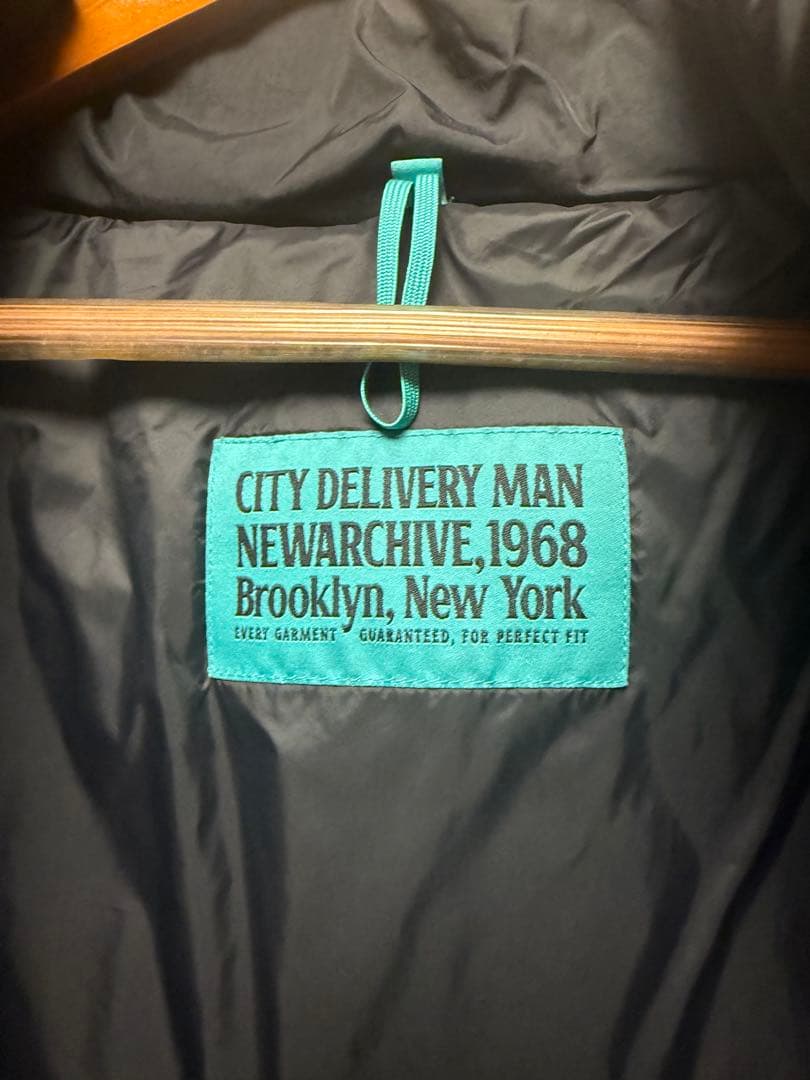 CITY DELIVERY MAN
NEWARCHIVE,1968
Brooklyn, New York
EVERY GARMENT GUARANTEED, FOR PERFECT FIT